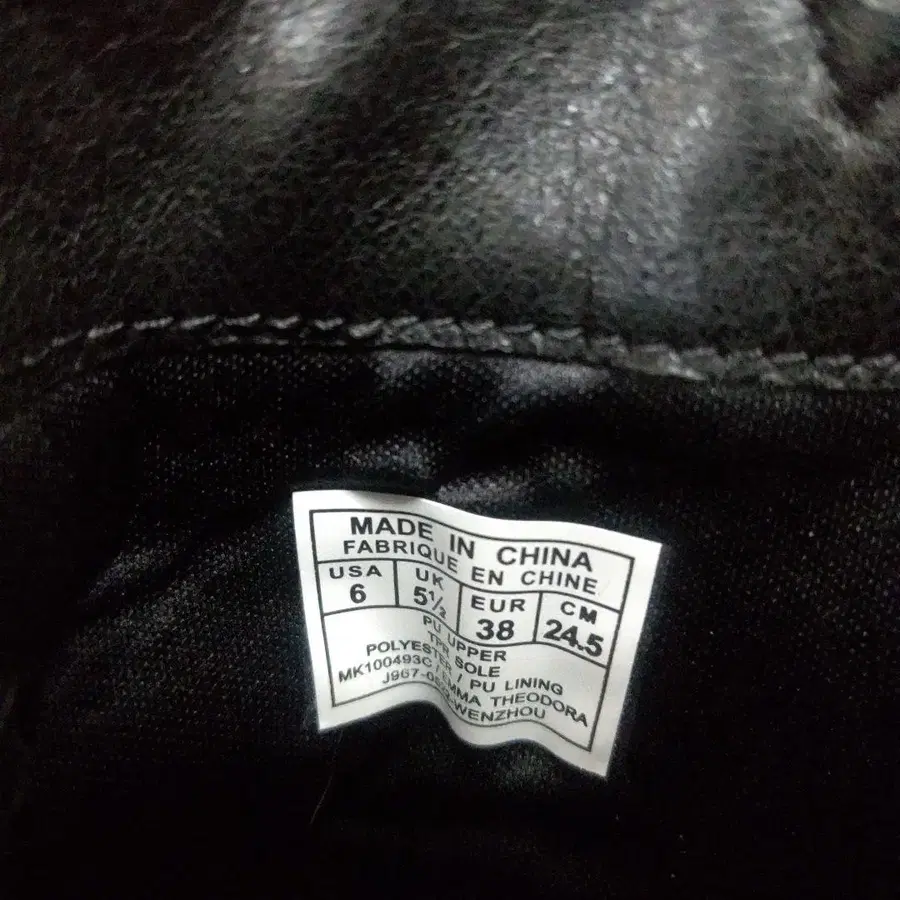 MADE IN CHINA
FABRIQUE EN CHINE
USA UK EUR CM
6 5½ 38 24.5
PU UPPER
TPR SOLE
POLYESTER / PU LINING
MK100493C / EMMA THEODORA
WENZHOU